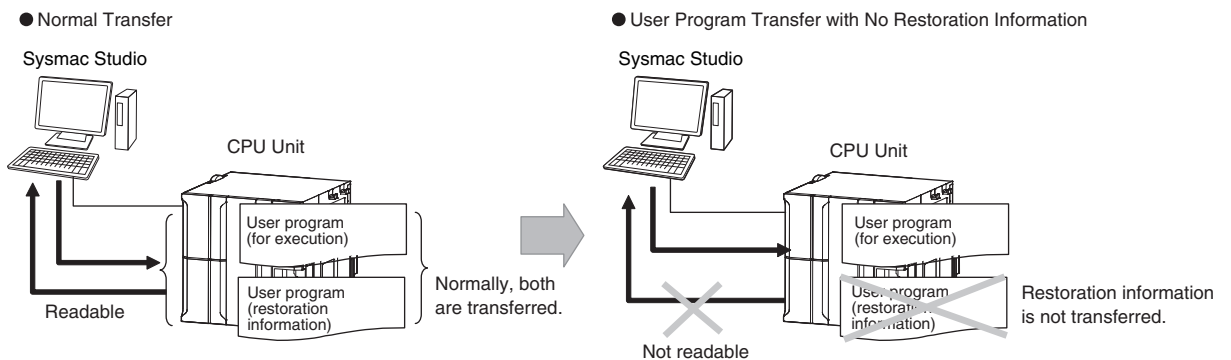 ● Normal Transfer
Sysmac Studio
CPU Unit
User program
(for execution)
User program
(restoration
information)
Readable
Normally, both
are transferred.
● User Program Transfer with No Restoration Information
Sysmac Studio
CPU Unit
User program
(for execution)
User program
(restoration
information)
Restoration information
is not transferred.
Not readable